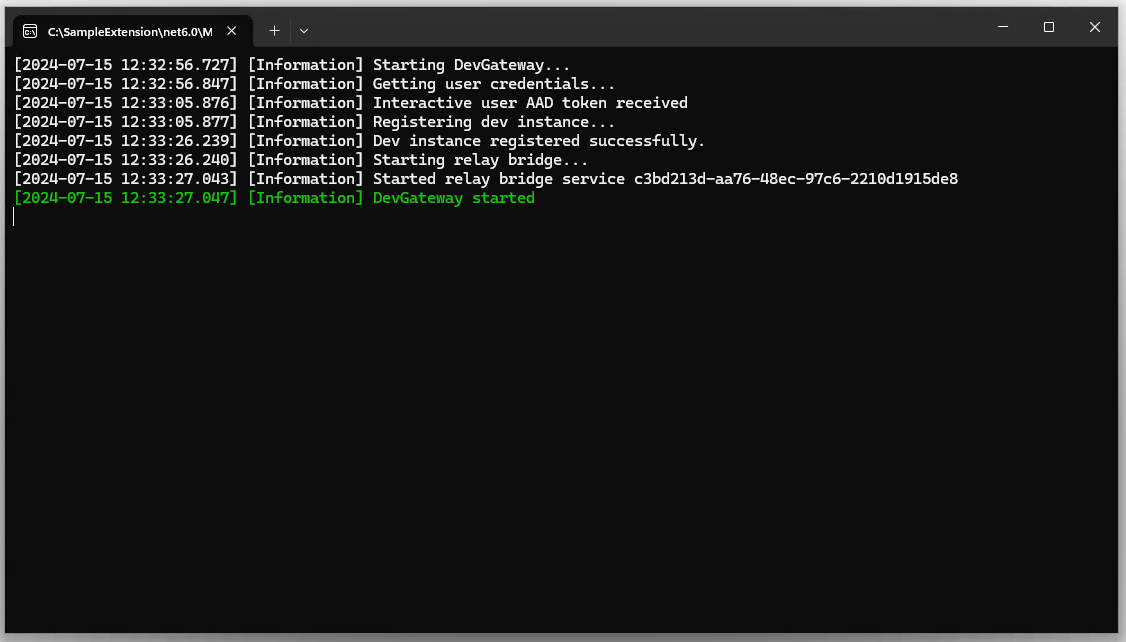 C:\SampleExtension\net6.0\M
[2024-07-15 12:32:56.727] [Information] Starting DevGateway...
[2024-07-15 12:32:56.847] [Information] Getting user credentials...
[2024-07-15 12:33:05.876] [Information] Interactive user AAD token received
[2024-07-15 12:33:05.877] [Information] Registering dev instance...
[2024-07-15 12:33:26.239] [Information] Dev instance registered successfully.
[2024-07-15 12:33:26.240] [Information] Starting relay bridge...
[2024-07-15 12:33:27.043] [Information] Started relay bridge service c3bd213d-aa76-48ec-97c6-2210d1915de8
[2024-07-15 12:33:27.047] [Information] DevGateway started